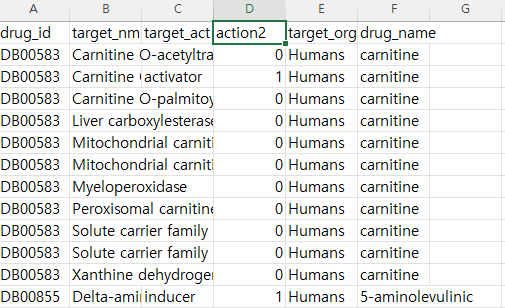 A B C D E F G
drug_id target_nm target_act action2 target_org drug_name
DB00583 Carnitine O-acetyltra 0 Humans carnitine
DB00583 Carnitine activator 1 Humans carnitine
DB00583 Carnitine O-palmitoy 0 Humans carnitine
DB00583 Liver carboxylesterase 0 Humans carnitine
DB00583 Mitochondrial carniti 0 Humans carnitine
DB00583 Mitochondrial carniti 0 Humans carnitine
DB00583 Myeloperoxidase 0 Humans carnitine
DB00583 Peroxisomal carnitine 0 Humans carnitine
DB00583 Solute carrier family 0 Humans carnitine
DB00583 Solute carrier family 0 Humans carnitine
DB00583 Xanthine dehydrogen 0 Humans carnitine
DB00855 Delta-ami inducer 1 Humans 5-aminolevulinic